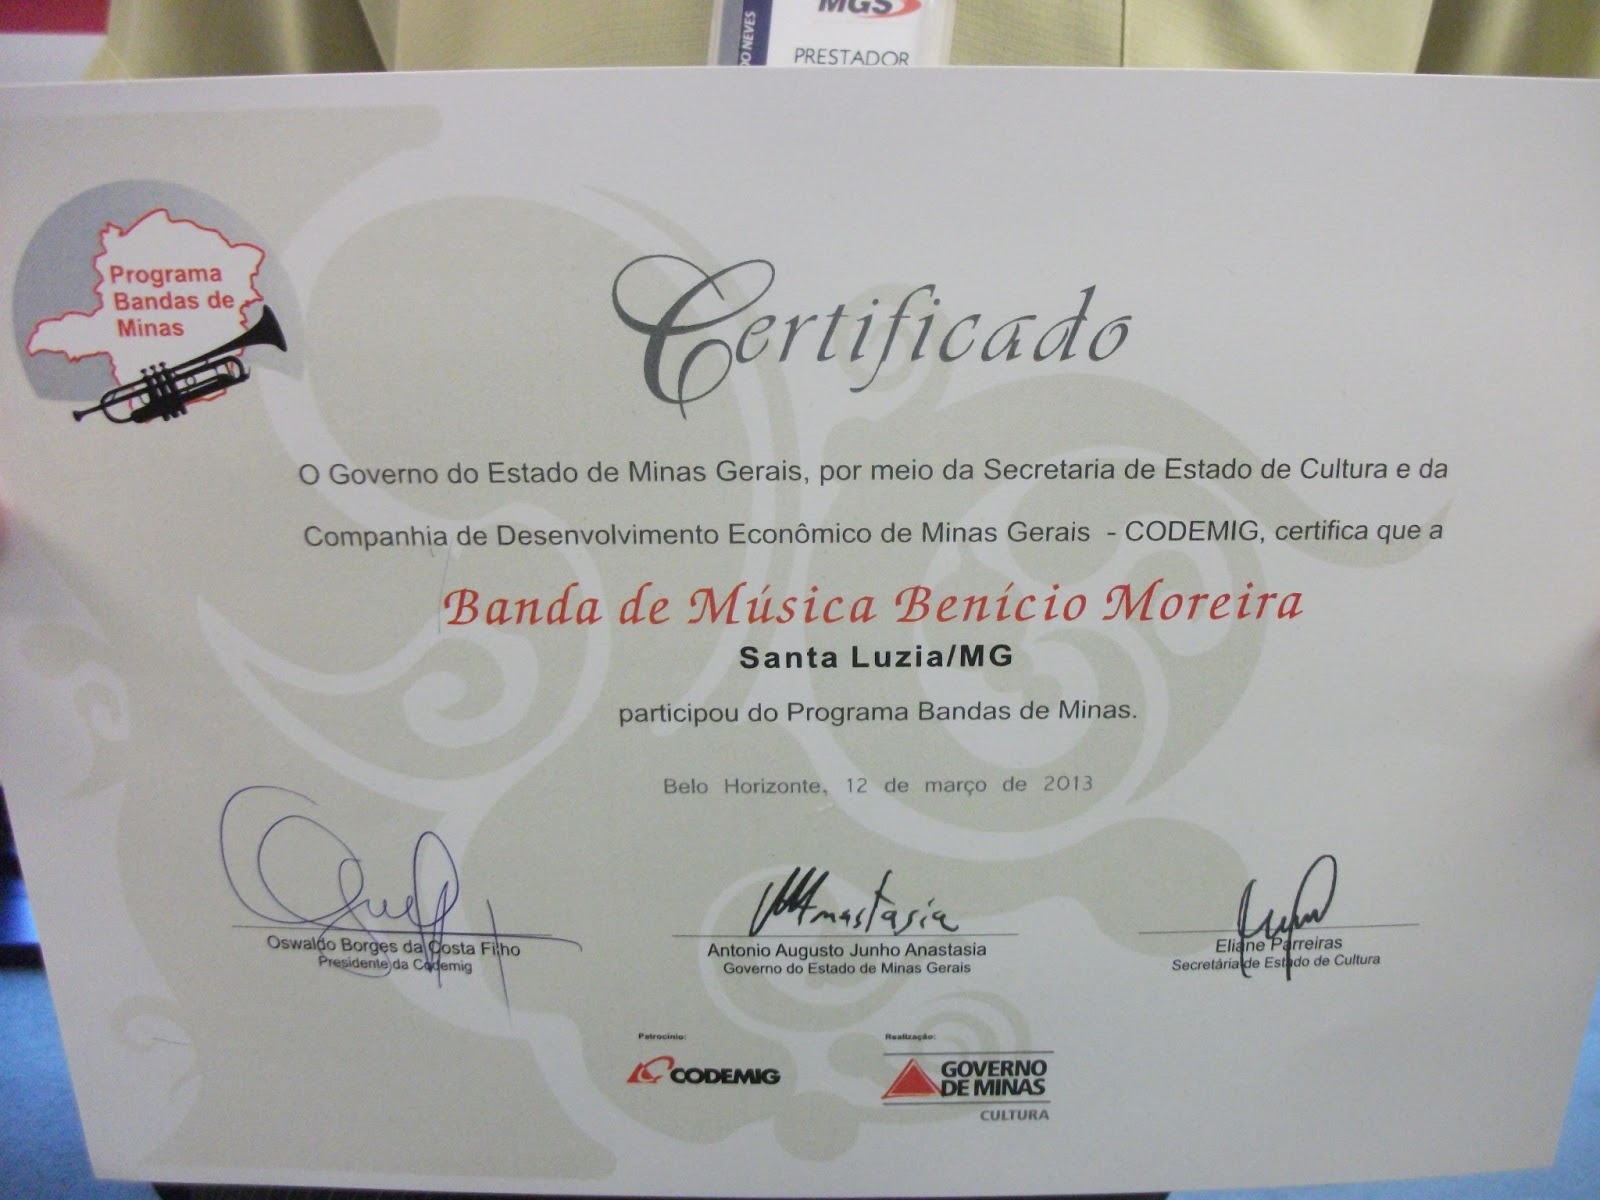 DO NEVES
MGS
PRESTADOR
Programa
Bandas de
Minas
Certificado
O Governo do Estado de Minas Gerais, por meio da Secretaria de Estado de Cultura e da
Companhia de Desenvolvimento Econômico de Minas Gerais - CODEMIG, certifica que a
Banda de Música Benício Moreira
Santa Luzia/MG
participou do Programa Bandas de Minas.
Belo Horizonte, 12 de março de 2013
Anastasia
Oswaldo Borges da Costa Filho
Presidente da Codemig
Antonio Augusto Junho Anastasia
Governo do Estado de Minas Gerais
Eliane Parreiras
Secretária de Estado de Cultura
Patrocínio:
CODEMIG
Realização:
GOVERNO
DE MINAS
CULTURA